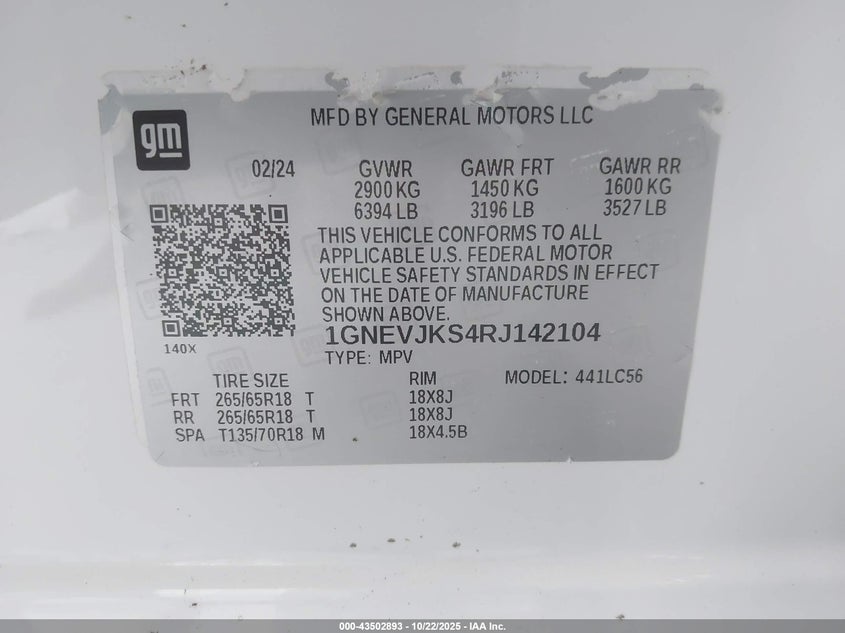 gm
MFD BY GENERAL MOTORS LLC
02/24 GVWR GAWR FRT GAWR RR
2900 KG 1450 KG 1600 KG
6394 LB 3196 LB 3527 LB
THIS VEHICLE CONFORMS TO ALL
APPLICABLE U.S. FEDERAL MOTOR
VEHICLE SAFETY STANDARDS IN EFFECT
ON THE DATE OF MANUFACTURE
SHOWN ABOVE.
140X
1GNEVJKS4RJ142104
TYPE: MPV
TIRE SIZE RIM MODEL: 441LC56
FRT 265/65R18 T 18X8J
RR 265/65R18 T 18X8J
SPA T135/70R18 M 18X4.5B
000-43502893 - 10/22/2025 - IAA Inc.